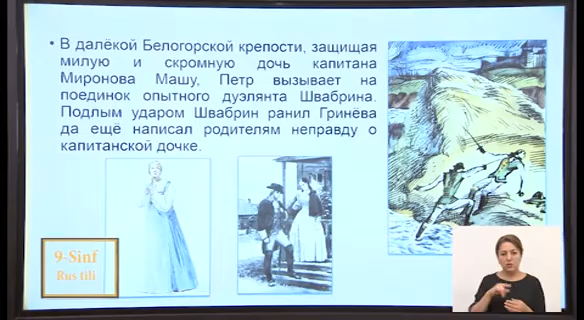 • В далёкой Белогорской крепости, защищая
милую и скромную дочь капитана
Миронова Машу, Петр вызывает на
поединок опытного дуэлянта Швабрина.
Подлым ударом Швабрин ранил Гринёва
да ещё написал родителям неправду о
капитанской дочке.
9-Sinf
Rus tili